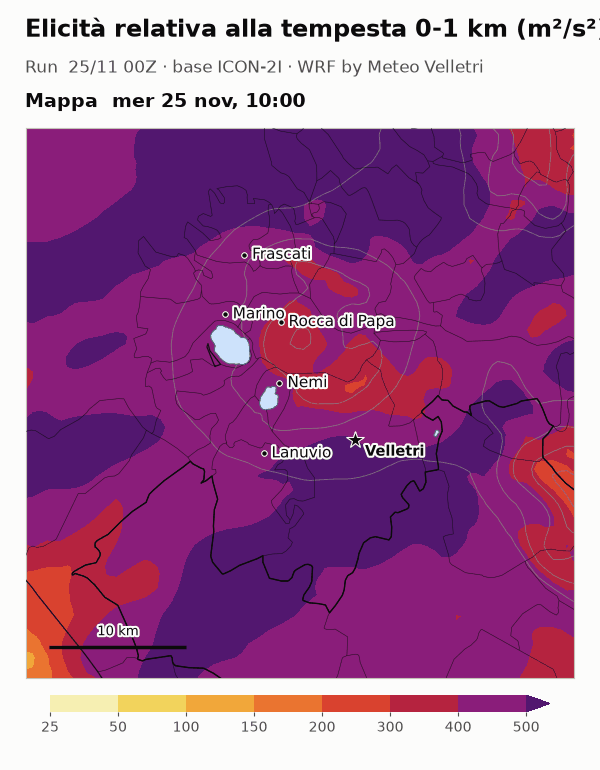 Elicità relativa alla tempesta 0-1 km (m²/s²)
Run 25/11 00Z · base ICON-2I · WRF by Meteo Velletri
Mappa mer 25 nov, 10:00
Frascati
Marino
Rocca di Papa
Nemi
Velletri
Lanuvio
10 km
25 50 100 150 200 300 400 500